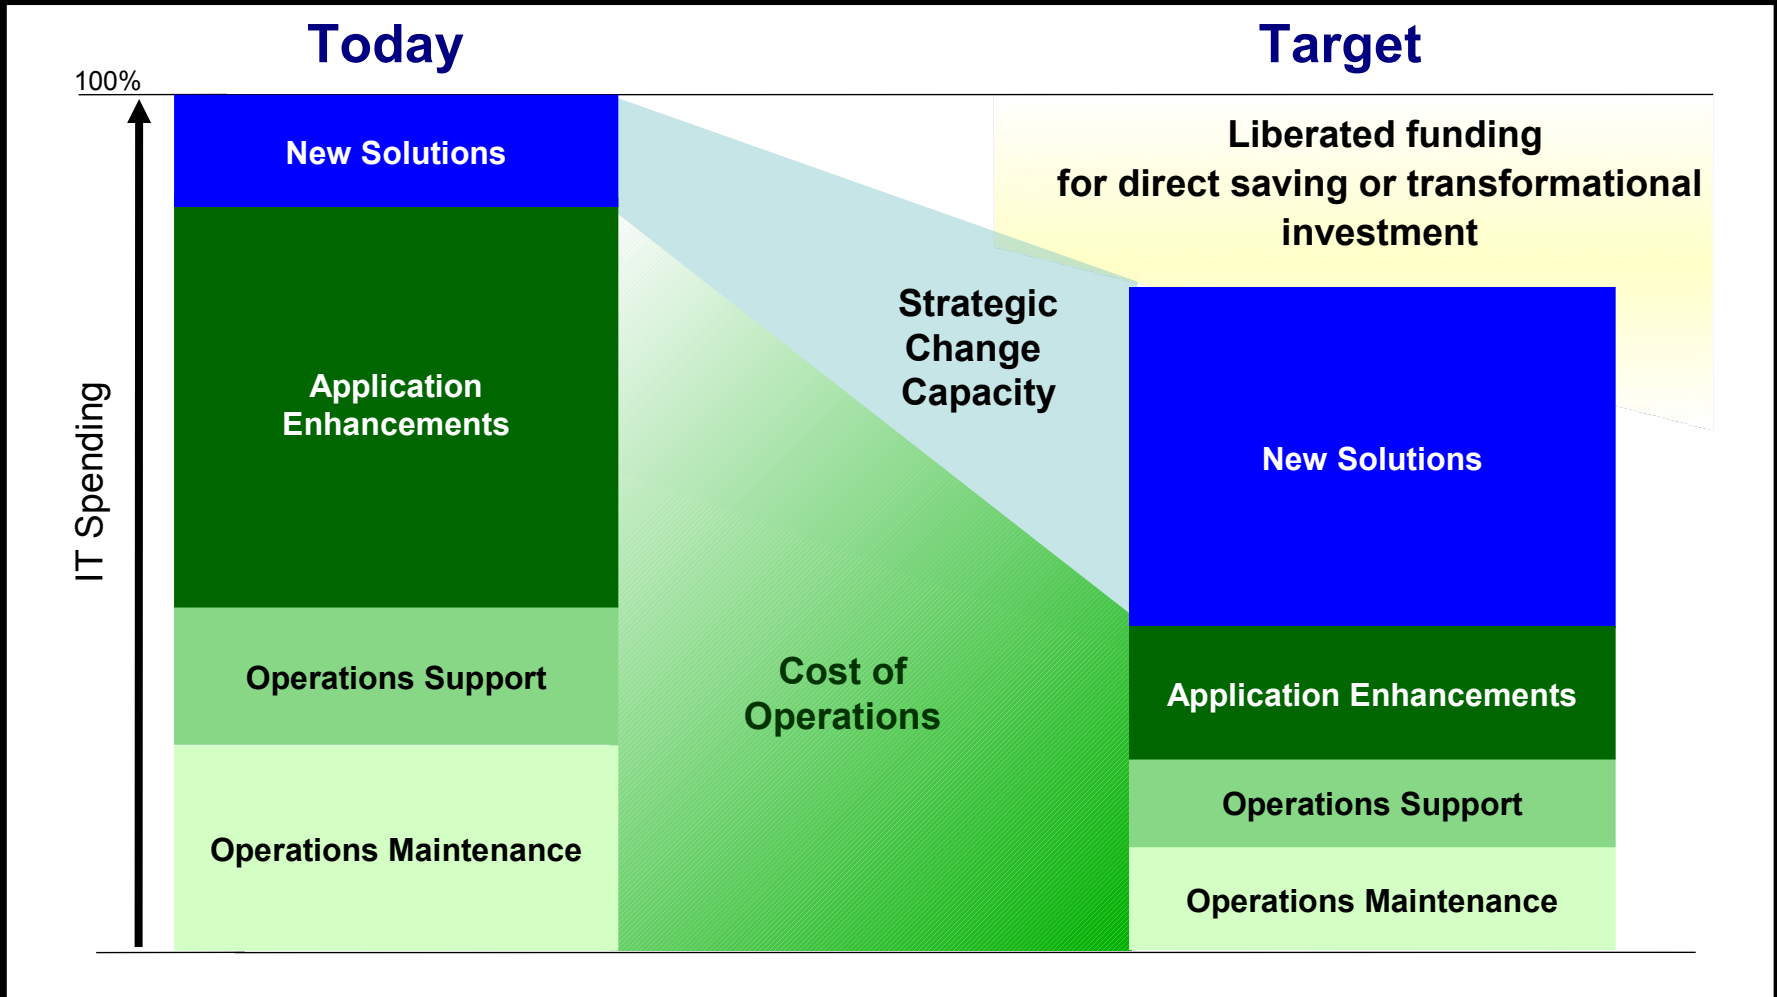 Today
Target
100%
IT Spending
New Solutions
Application
Enhancements
Operations Support
Operations Maintenance
Strategic
Change
Capacity
Cost of
Operations
Liberated funding
for direct saving or transformational
investment
New Solutions
Application Enhancements
Operations Support
Operations Maintenance